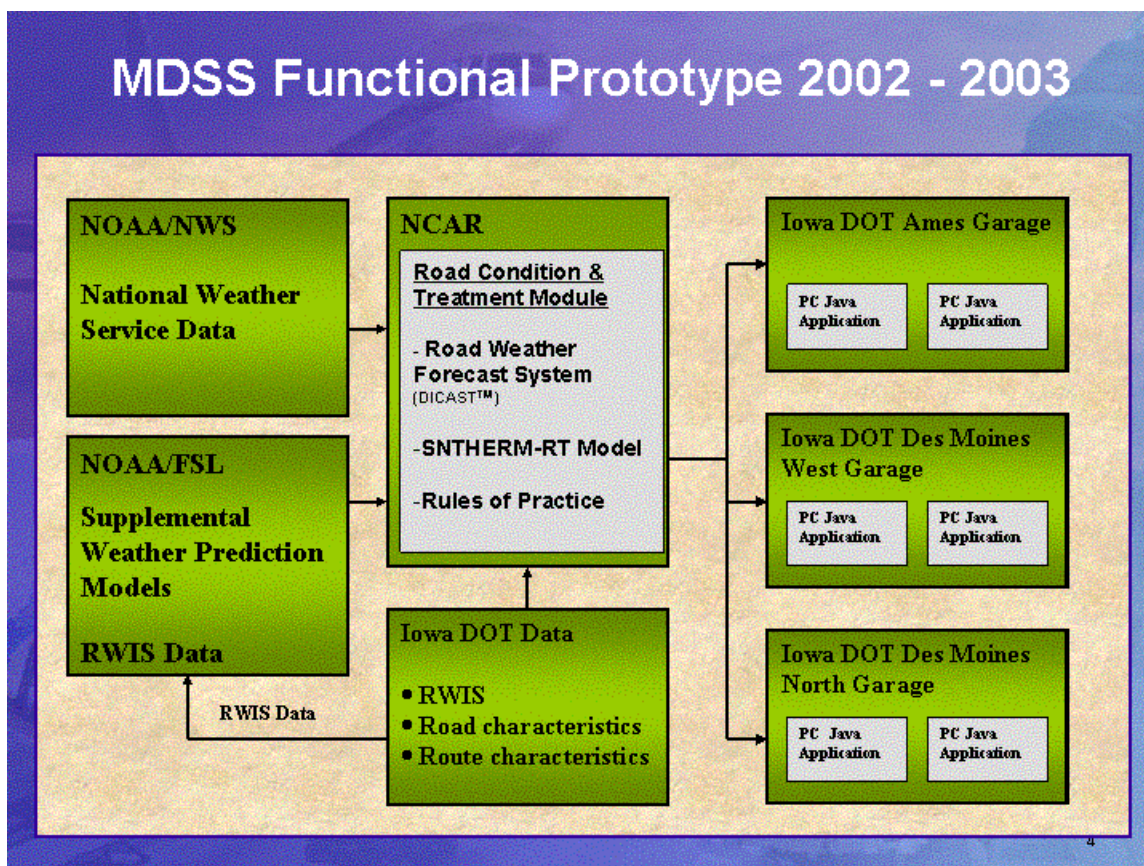 MDSS Functional Prototype 2002 - 2003
NOAA/NWS
National Weather
Service Data
NOAA/FSL
Supplemental
Weather Prediction
Models
RWIS Data
RWIS Data
NCAR
Road Condition &
Treatment Module
- Road Weather
Forecast System
(DICAST™)
-SNTHERM-RT Model
-Rules of Practice
Iowa DOT Data
• RWIS
• Road characteristics
• Route characteristics
Iowa DOT Ames Garage
PC Java
Application
PC Java
Application
Iowa DOT Des Moines
West Garage
PC Java
Application
PC Java
Application
Iowa DOT Des Moines
North Garage
PC Java
Application
PC Java
Application
4